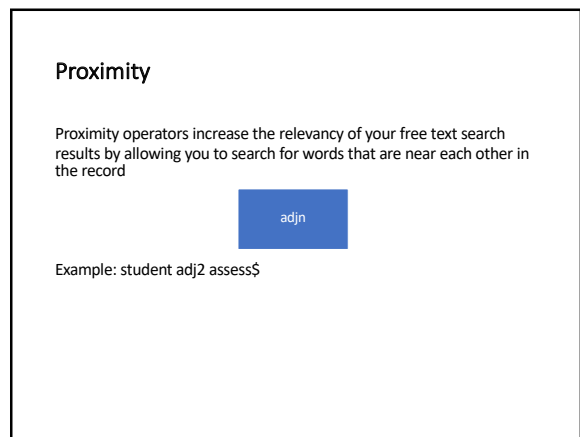 Proximity
Proximity operators increase the relevancy of your free text search
results by allowing you to search for words that are near each other in
the record
adjn
Example: student adj2 assess$